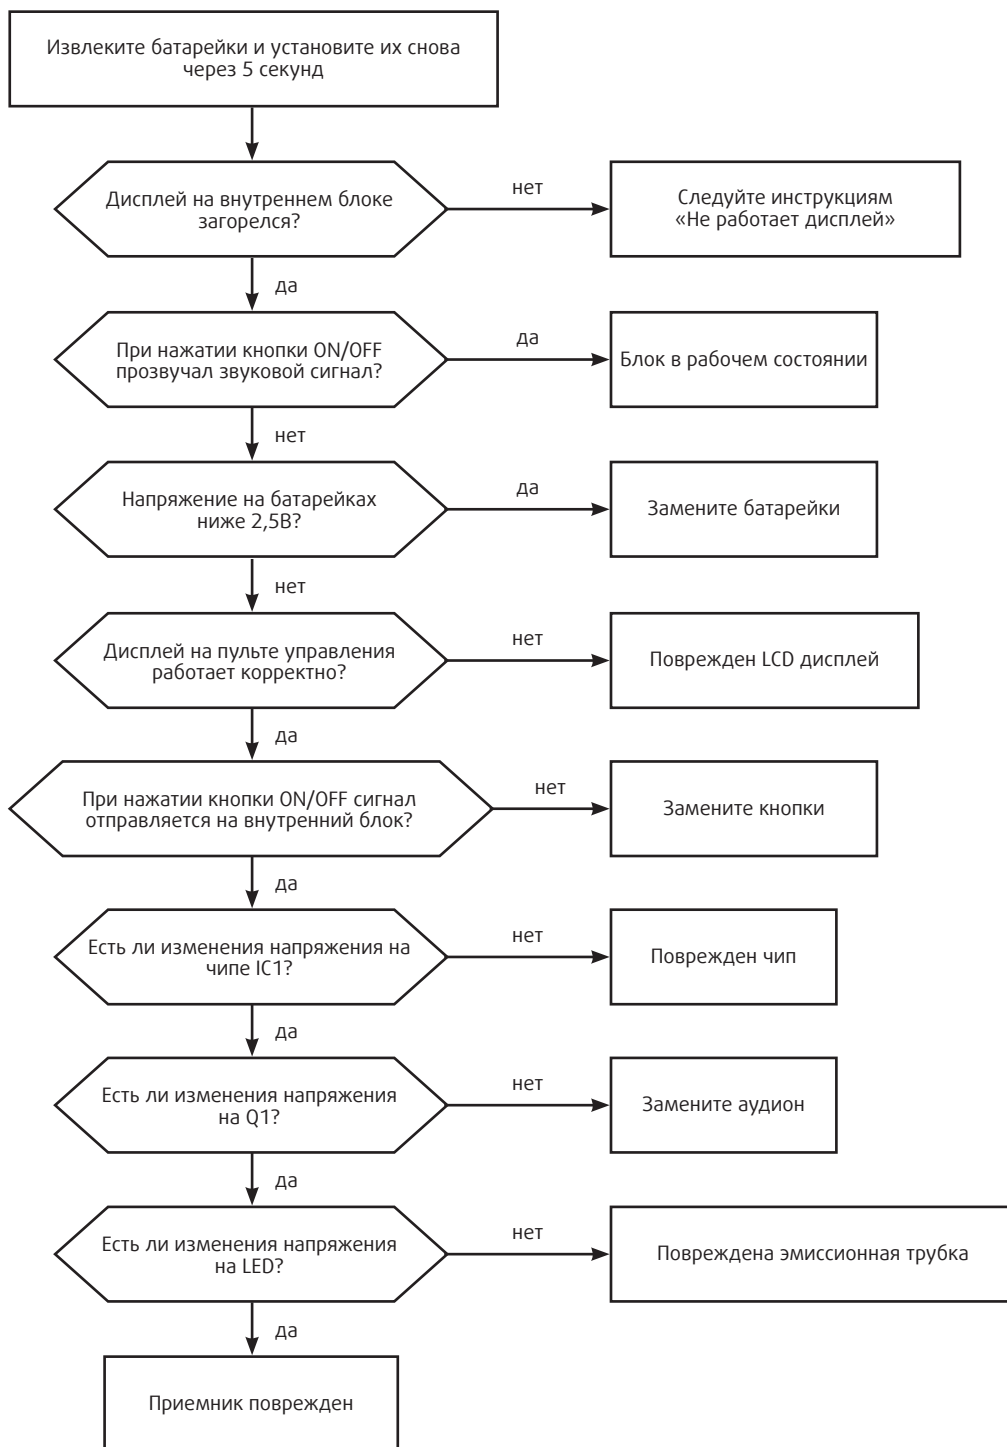 Извлеките батарейки и установите их снова
через 5 секунд
Дисплей на внутреннем блоке
загорелся?
нет
Следуйте инструкциям
«Не работает дисплей»
да
При нажатии кнопки ON/OFF
прозвучал звуковой сигнал?
да
Блок в рабочем состоянии
нет
Напряжение на батарейках
ниже 2,5В?
да
Замените батарейки
нет
Дисплей на пульте управления
работает корректно?
нет
Поврежден LCD дисплей
да
При нажатии кнопки ON/OFF сигнал
отправляется на внутренний блок?
нет
Замените кнопки
да
Есть ли изменения напряжения на
чипе IC1?
нет
Поврежден чип
да
Есть ли изменения напряжения
на Q1?
нет
Замените аудион
да
Есть ли изменения напряжения
на LED?
нет
Повреждена эмиссионная трубка
да
Приемник поврежден